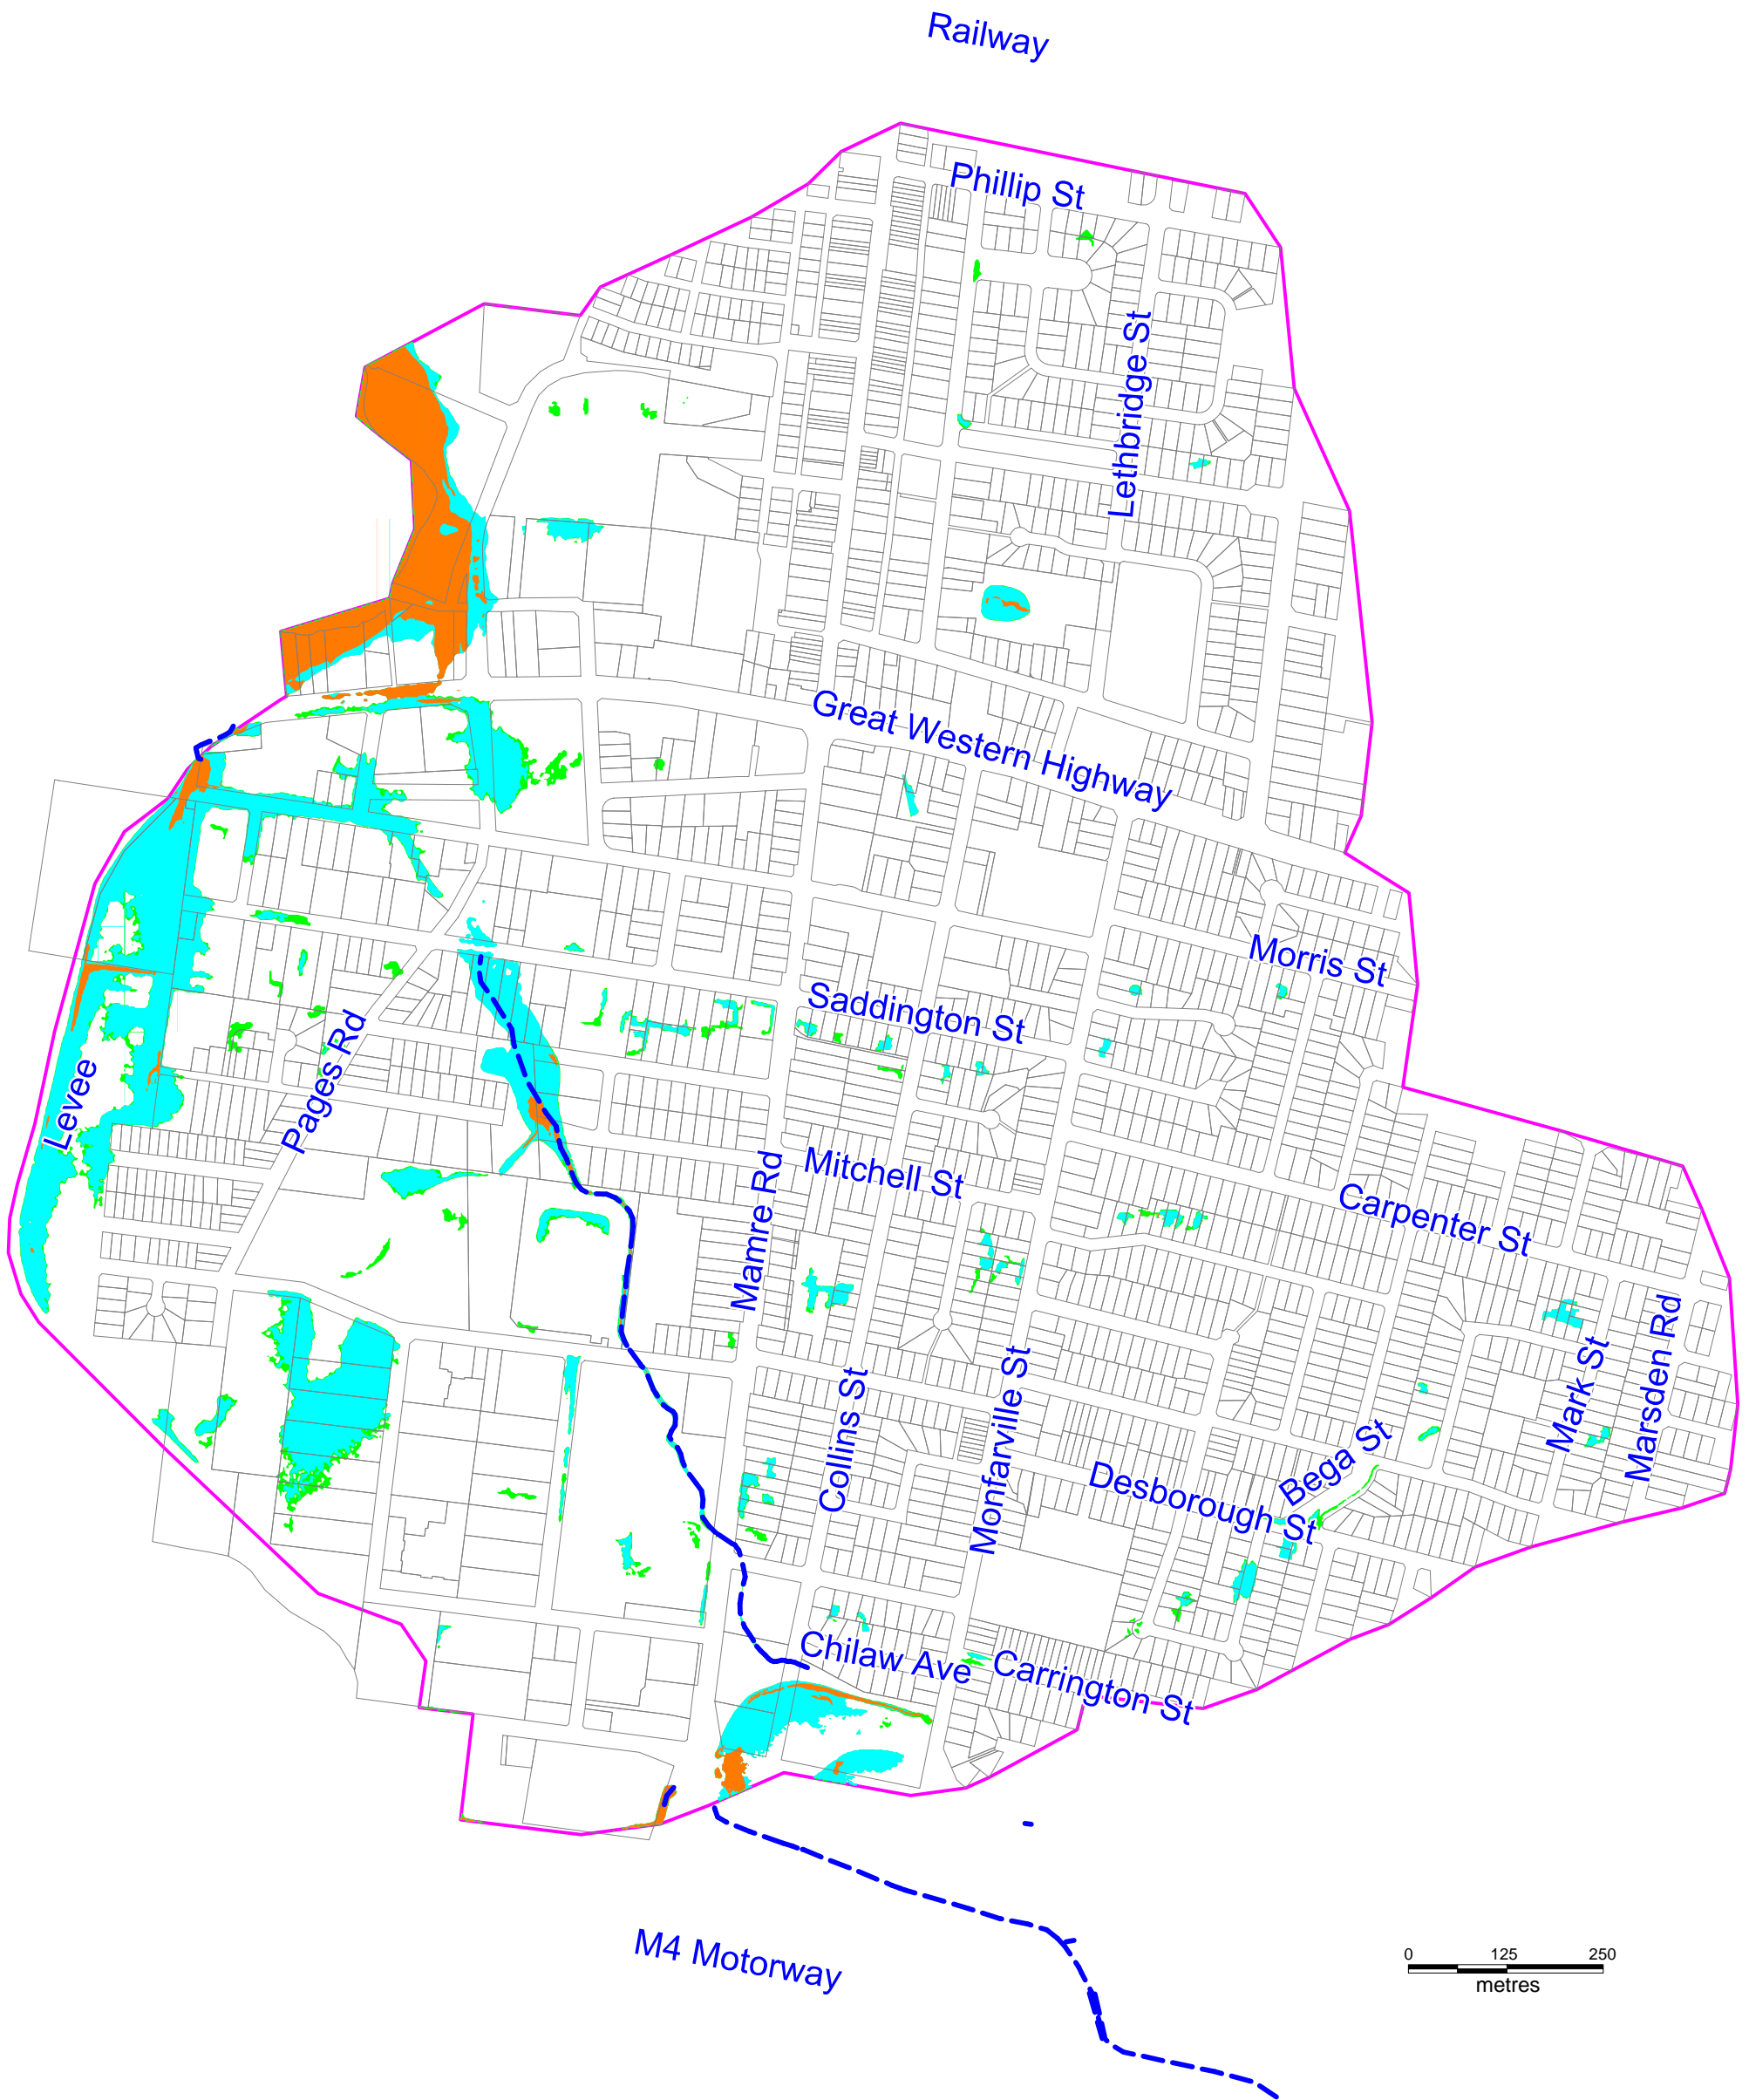 Railway
Phillip St
Lethbridge St
Great Western Highway
Morris St
Saddington St
Pages Rd
Levee
Mitchell St
Mamre Rd
Carpenter St
Collins St
Monfarville St
Mark St
Marsden Rd
Bega St
Desborough St
Chilaw Ave
Carrington St
M4 Motorway
0 125 250
metres